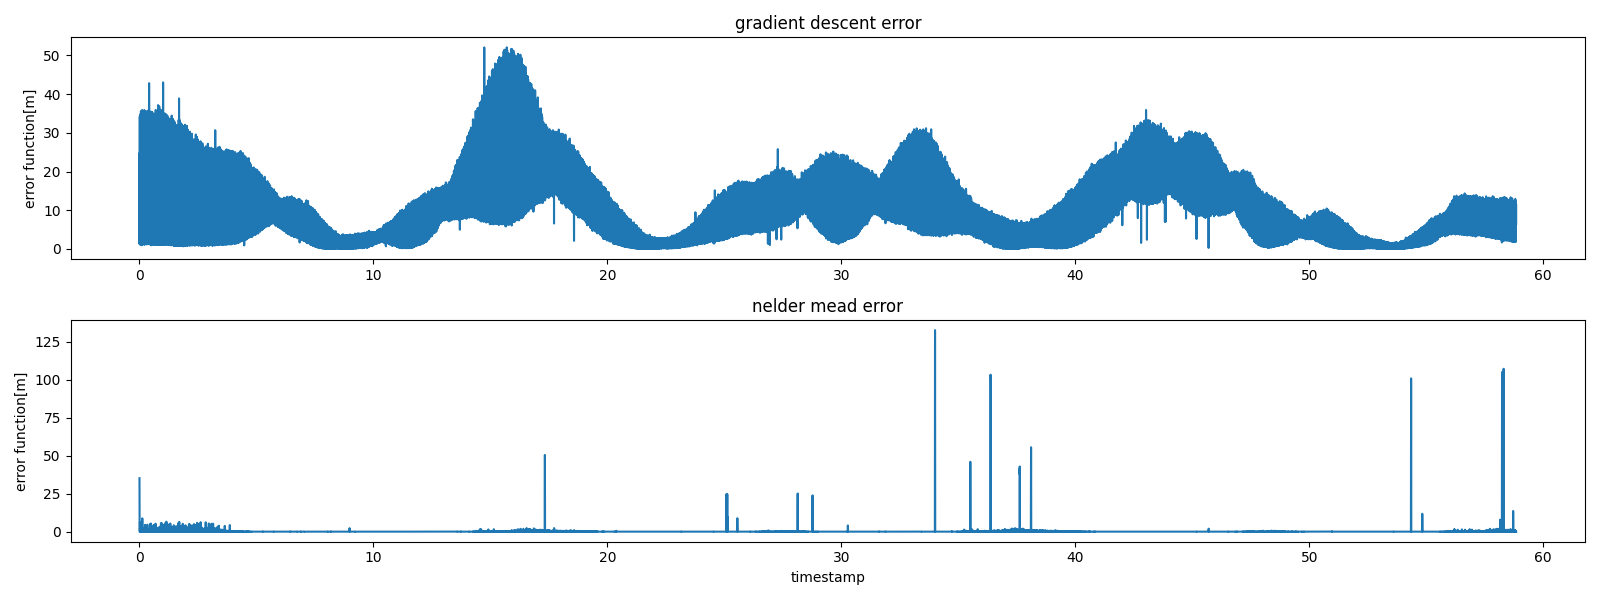 gradient descent error
error function[m]
50
40
30
20
10
0
0 10 20 30 40 50 60
nelder mead error
error function[m]
125
100
75
50
25
0
0 10 20 30 40 50 60
timestamp